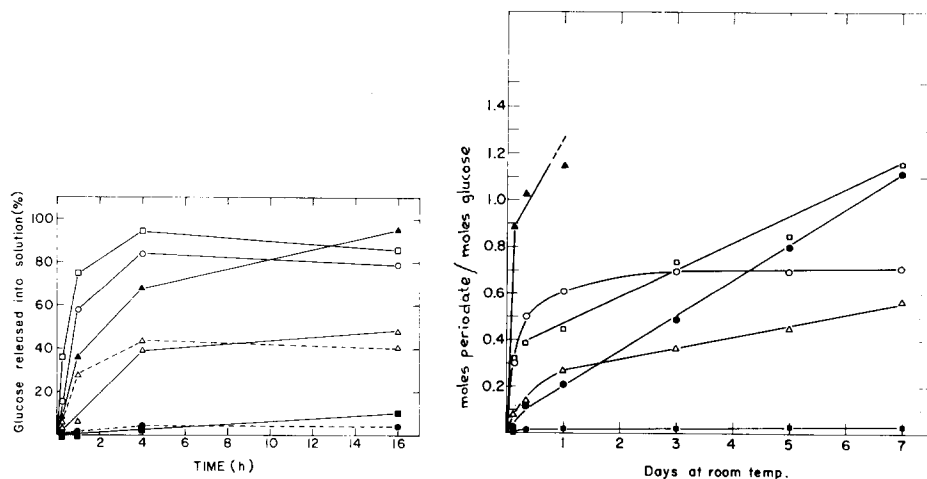 Glucose released into solution (%)
100
80
60
40
20
0 2 4 6 8 10 12 14 16
TIME (h)
moles periodate / moles glucose
1.4
1.2
1.0
0.8
0.6
0.4
0.2
0 1 2 3 4 5 6 7
Days at room temp.